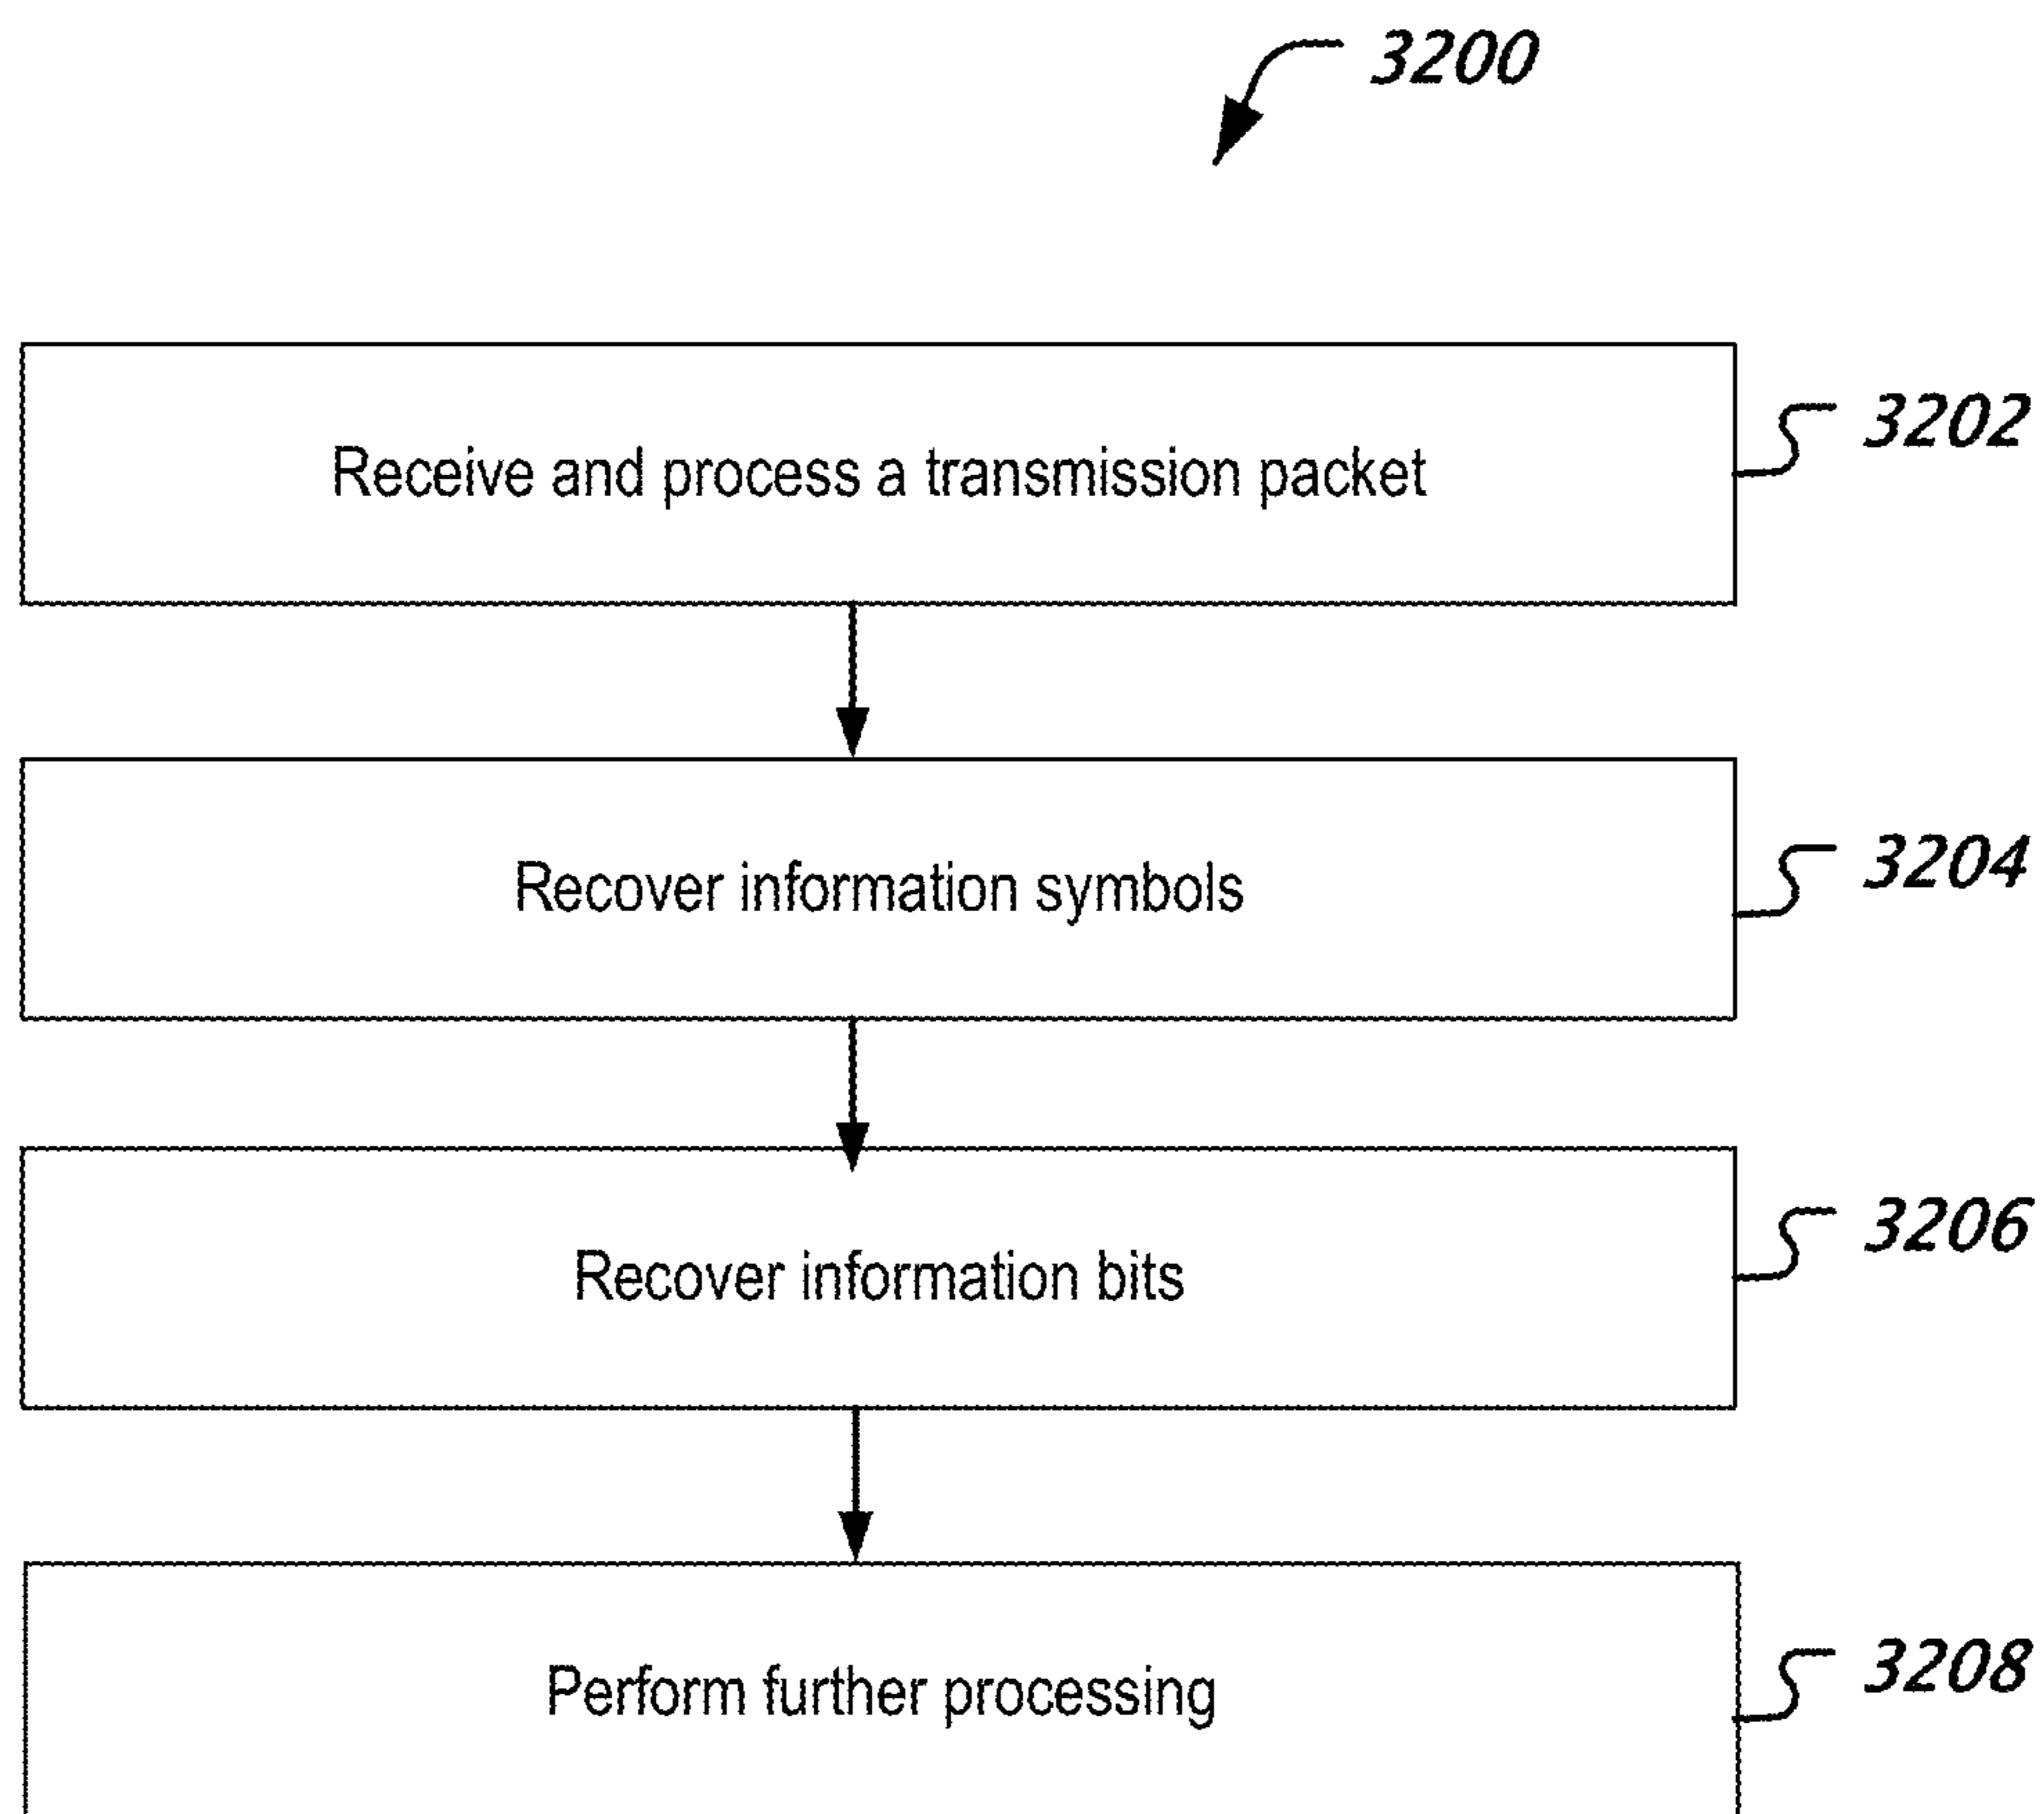 3200
Receive and process a transmission packet
3202
Recover information symbols
3204
Recover information bits
3206
Perform further processing
3208